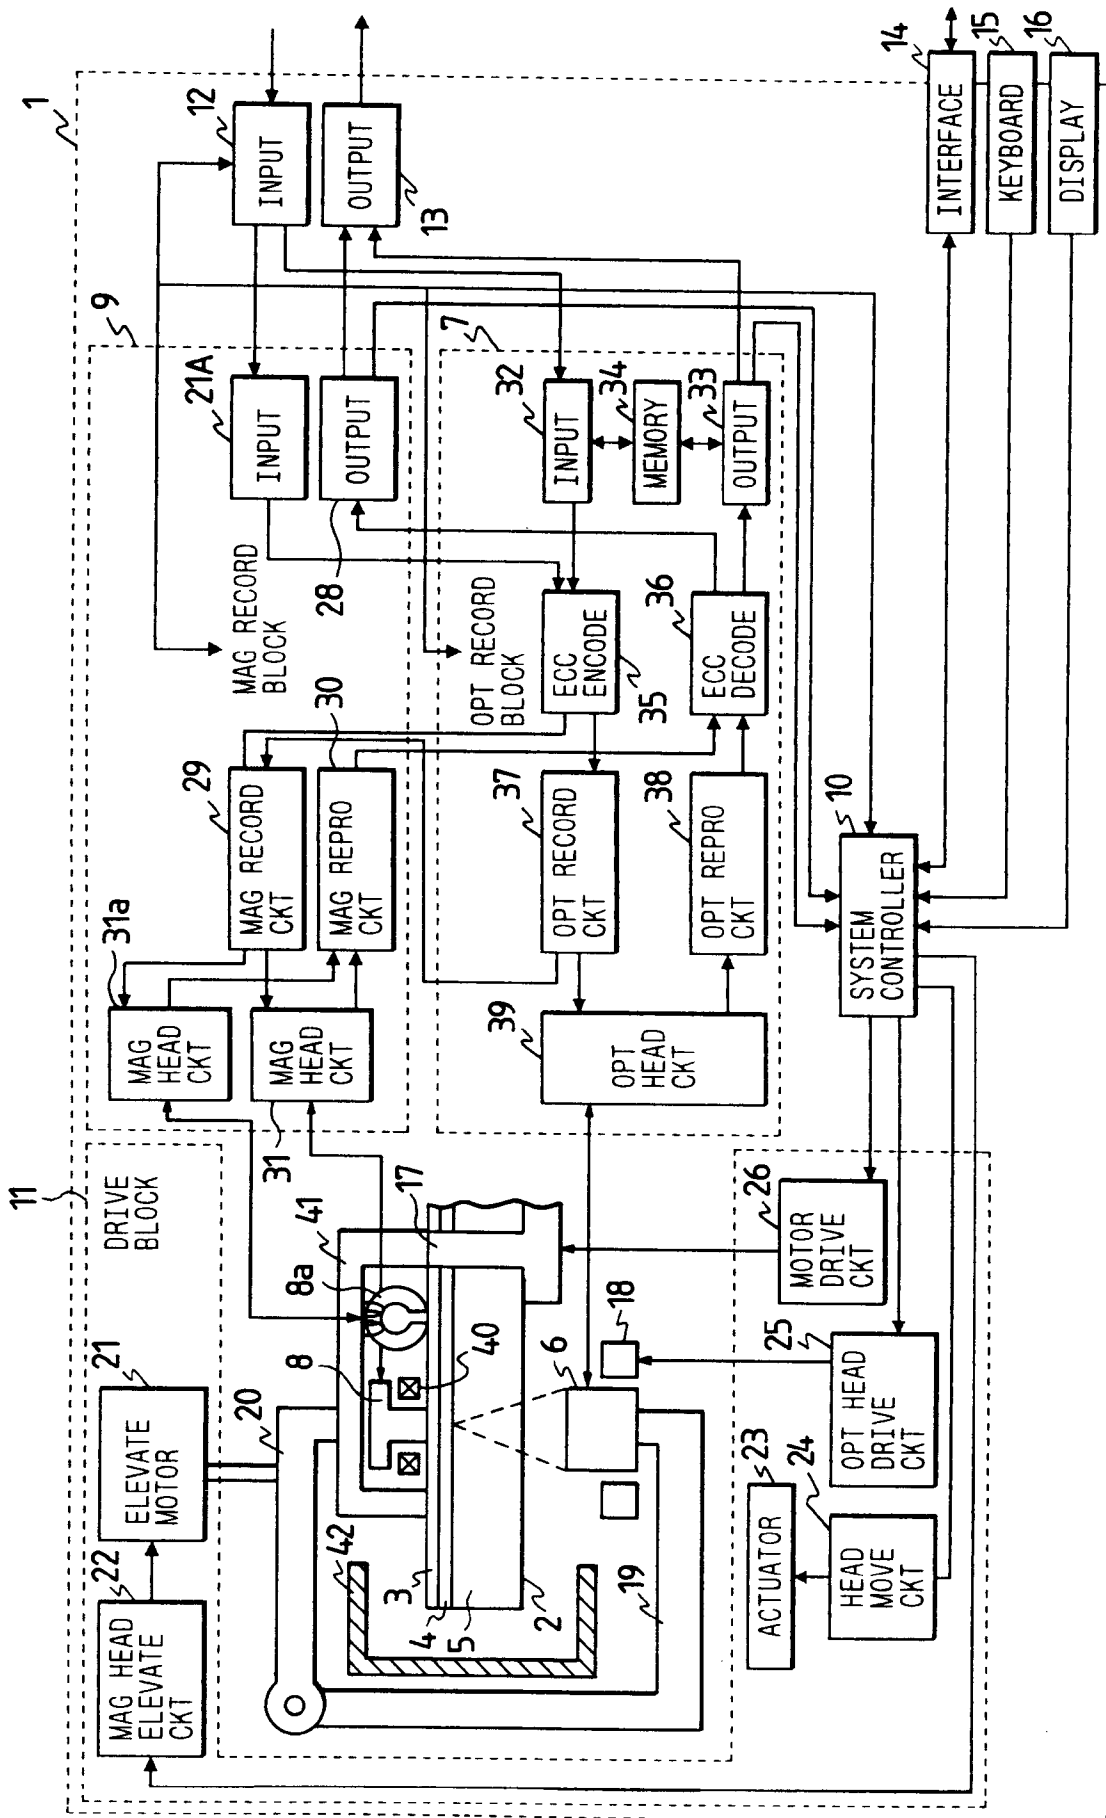 1
11
DRIVE
BLOCK
MAG HEAD
ELEVATE
CKT
22
ELEVATE
MOTOR
21
20
42
3
4
5
2
19
8
8a
41
17
40
6
18
ACTUATOR
23
HEAD
MOVE
CKT
24
OPT HEAD
DRIVE
CKT
25
MOTOR
DRIVE
CKT
26
9
MAG RECORD
BLOCK
MAG
HEAD
CKT
31a
MAG
HEAD
CKT
31
MAG RECORD
CKT
29
MAG REPRO
CKT
30
INPUT
21A
OUTPUT
28
7
OPT RECORD
BLOCK
OPT
HEAD
CKT
39
OPT RECORD
CKT
37
OPT REPRO
CKT
38
ECC
ENCODE
35
ECC
DECODE
36
INPUT
32
MEMORY
34
OUTPUT
33
INPUT
12
OUTPUT
13
SYSTEM
CONTROLLER
10
INTERFACE
14
KEYBOARD
15
DISPLAY
16